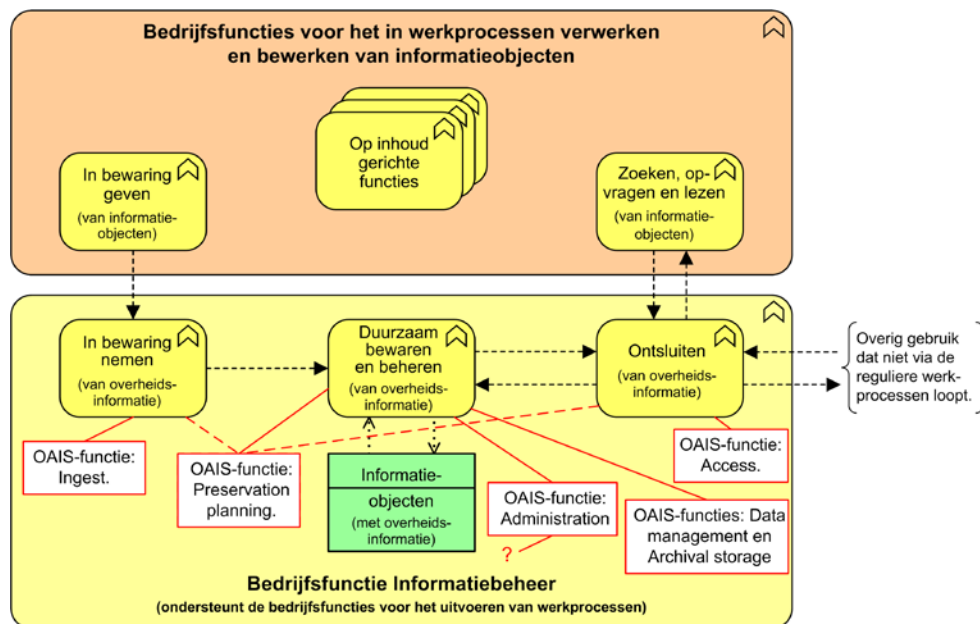 Bedrijfsfuncties voor het in werkprocessen verwerken
en bewerken van informatieobjecten
Op inhoud
gerichte
functies
In bewaring
geven
(van informatie-
objecten)
Zoeken, op-
vragen en lezen
(van informatie-
objecten)
In bewaring
nemen
(van overheids-
informatie)
Duurzaam
bewaren
en beheren
(van overheids-
informatie)
Ontsluiten
(van overheids-
informatie)
Overig gebruik
dat niet via de
reguliere werk-
processen loopt.
OAIS-functie:
Ingest.
OAIS-functie:
Preservation
planning.
Informatie-
objecten
(met overheids-
informatie)
OAIS-functie:
Administration
?
OAIS-functie:
Access.
OAIS-functies: Data
management en
Archival storage
Bedrijfsfunctie Informatiebeheer
(ondersteunt de bedrijfsfuncties voor het uitvoeren van werkprocessen)